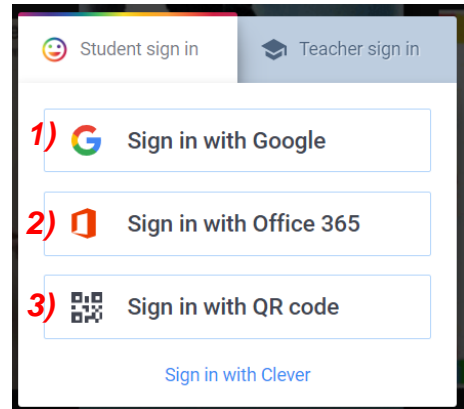 Student sign in
Teacher sign in
1) Sign in with Google
2) Sign in with Office 365
3) Sign in with QR code
Sign in with Clever